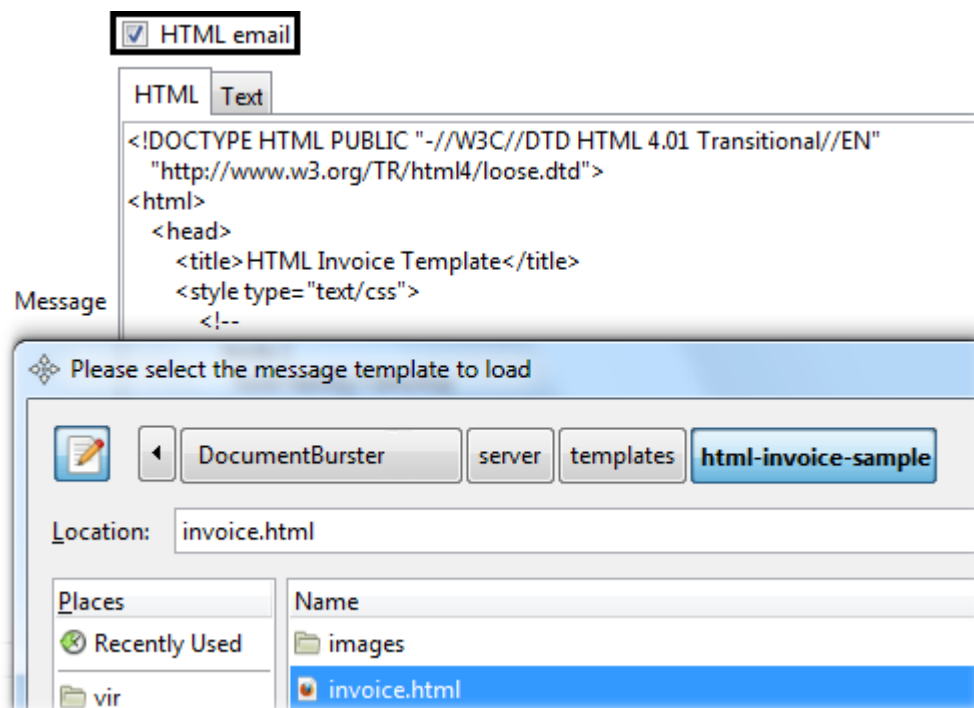 HTML email
HTML Text
<!DOCTYPE HTML PUBLIC "-//W3C//DTD HTML 4.01 Transitional//EN"
"http://www.w3.org/TR/html4/loose.dtd">
<html>
<head>
<title>HTML Invoice Template</title>
<style type="text/css">
Message
<!--
Please select the message template to load
DocumentBurster server templates html-invoice-sample
Location: invoice.html
Places Name
Recently Used images
vir invoice.html